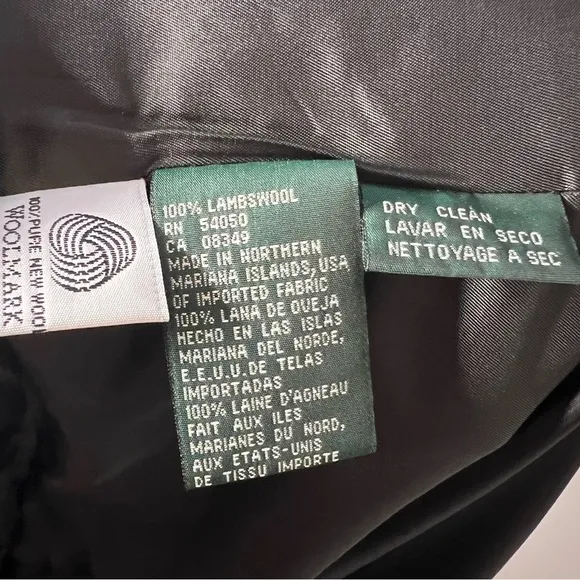 100% PURE NEW WOOL
WOOLMARK
100% LAMBSWOOL
RN 54050
CA 08349
MADE IN NORTHERN
MARIANA ISLANDS, USA
OF IMPORTED FABRIC
100% LANA DE OVEJA
HECHO EN LAS ISLAS
MARIANA DEL NORDE,
E.E.U.U.DE TELAS
IMPORTADAS
100% LAINE D'AGNEAU
FAIT AUX ILES
MARIANES DU NORD,
AUX ETATS-UNIS
DE TISSU IMPORTE
DRY CLEAN
LAVAR EN SECO
NETTOYAGE A SEC